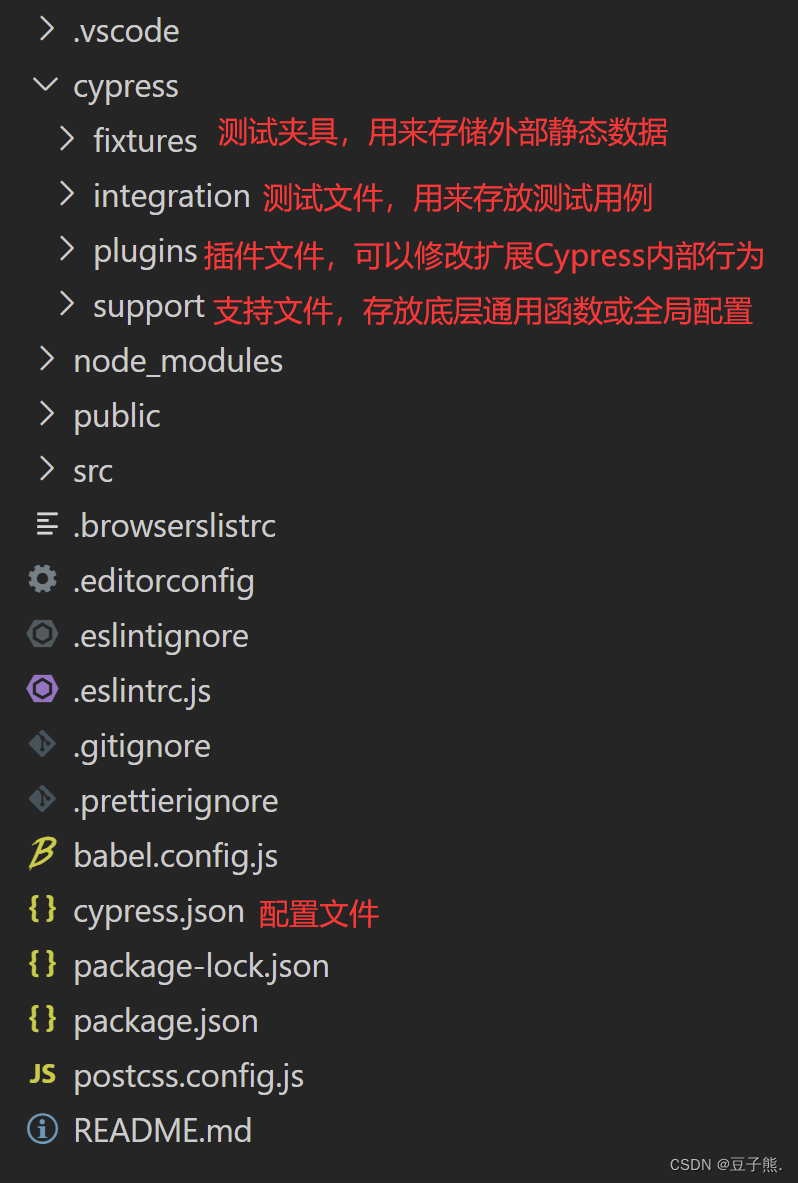 .vscode
cypress
fixtures 测试夹具，用来存储外部静态数据
integration 测试文件，用来存放测试用例
plugins 插件文件，可以修改扩展Cypress内部行为
support 支持文件，存放底层通用函数或全局配置
node_modules
public
src
.browserslistrc
.editorconfig
.eslintignore
.eslintrc.js
.gitignore
.prettierignore
babel.config.js
{ } cypress.json 配置文件
{ } package-lock.json
{ } package.json
JS postcss.config.js
README.md
CSDN @豆子熊.